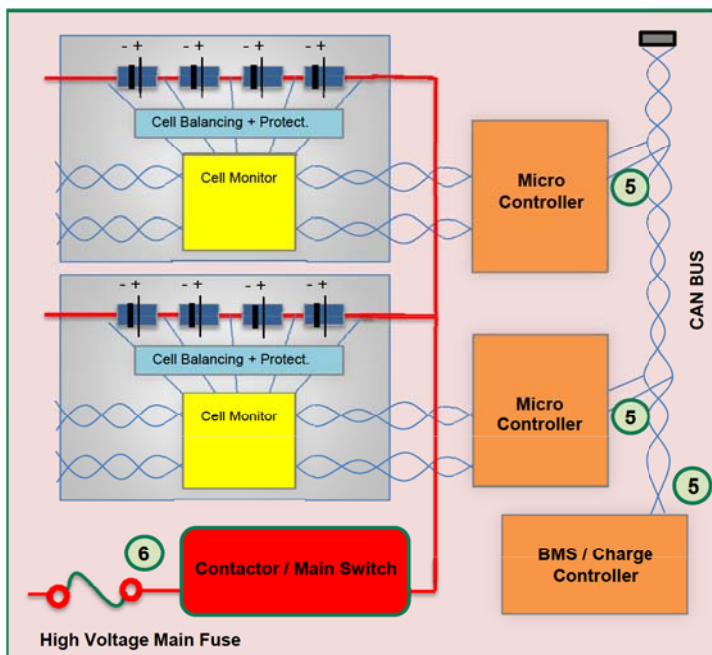 - + - + - + - +
Cell Balancing + Protect.
Cell Monitor
Micro
Controller
5
CAN BUS
- + - + - + - +
Cell Balancing + Protect.
Cell Monitor
Micro
Controller
5
5
6
Contactor / Main Switch
BMS / Charge
Controller
High Voltage Main Fuse